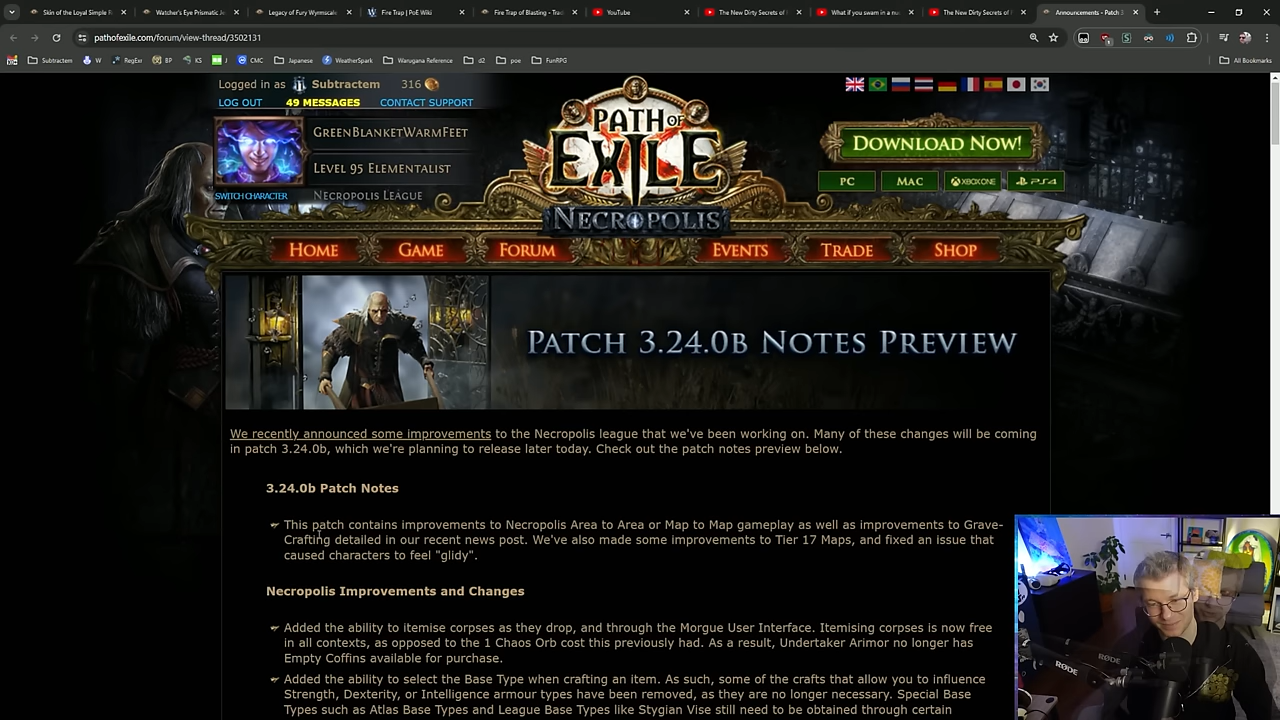 Skin of the Loyal Simple R
Watcher's Eye Prismatic Je
Legacy of Fury Wyrmscale
Fire Trap | PoE Wiki
Fire Trap of Blasting - Trad
YouTube
The New Dirty Secrets of
What if you swam in a nu
The New Dirty Secrets of
Announcements - Patch 3
pathofexile.com/forum/view-thread/3502131
Subtractem
W
RegEx
BP
KS
J
CMC
Japanese
WeatherSpark
Warugana Reference
d2
poe
FunRPG
All Bookmarks
Logged in as Subtractem 316
LOG OUT 49 MESSAGES CONTACT SUPPORT
GreenBlanketWarmFeet
Level 95 Elementalist
SWITCH CHARACTER Necropolis League
PATH OF
EXILE
NECROPOLIS
Download Now!
PC MAC XBOX ONE PS4
Home Game Forum Events Trade Shop
Patch 3.24.0b Notes Preview
We recently announced some improvements to the Necropolis league that we've been working on. Many of these changes will be coming
in patch 3.24.0b, which we're planning to release later today. Check out the patch notes preview below.
3.24.0b Patch Notes
This patch contains improvements to Necropolis Area to Area or Map to Map gameplay as well as improvements to Grave-
Crafting detailed in our recent news post. We've also made some improvements to Tier 17 Maps, and fixed an issue that
caused characters to feel "glidy".
Necropolis Improvements and Changes
Added the ability to itemise corpses as they drop, and through the Morgue User Interface. Itemising corpses is now free
in all contexts, as opposed to the 1 Chaos Orb cost this previously had. As a result, Undertaker Arimor no longer has
Empty Coffins available for purchase.
Added the ability to select the Base Type when crafting an item. As such, some of the crafts that allow you to influence
Strength, Dexterity, or Intelligence armour types have been removed, as they are no longer necessary. Special Base
Types such as Atlas Base Types and League Base Types like Stygian Vise still need to be obtained through certain
RØDE
RØDE